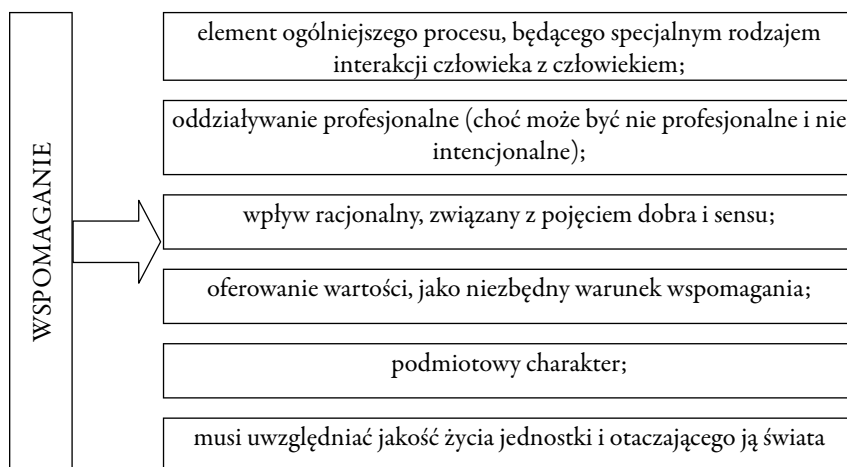 WSPOMAGANIE
element ogólniejszego procesu, będącego specjalnym rodzajem
interakcji człowieka z człowiekiem;
oddziaływanie profesjonalne (choć może być nie profesjonalne i nie
intencjonalne);
wpływ racjonalny, związany z pojęciem dobra i sensu;
oferowanie wartości, jako niezbędny warunek wspomagania;
podmiotowy charakter;
musi uwzględniać jakość życia jednostki i otaczającego ją świata